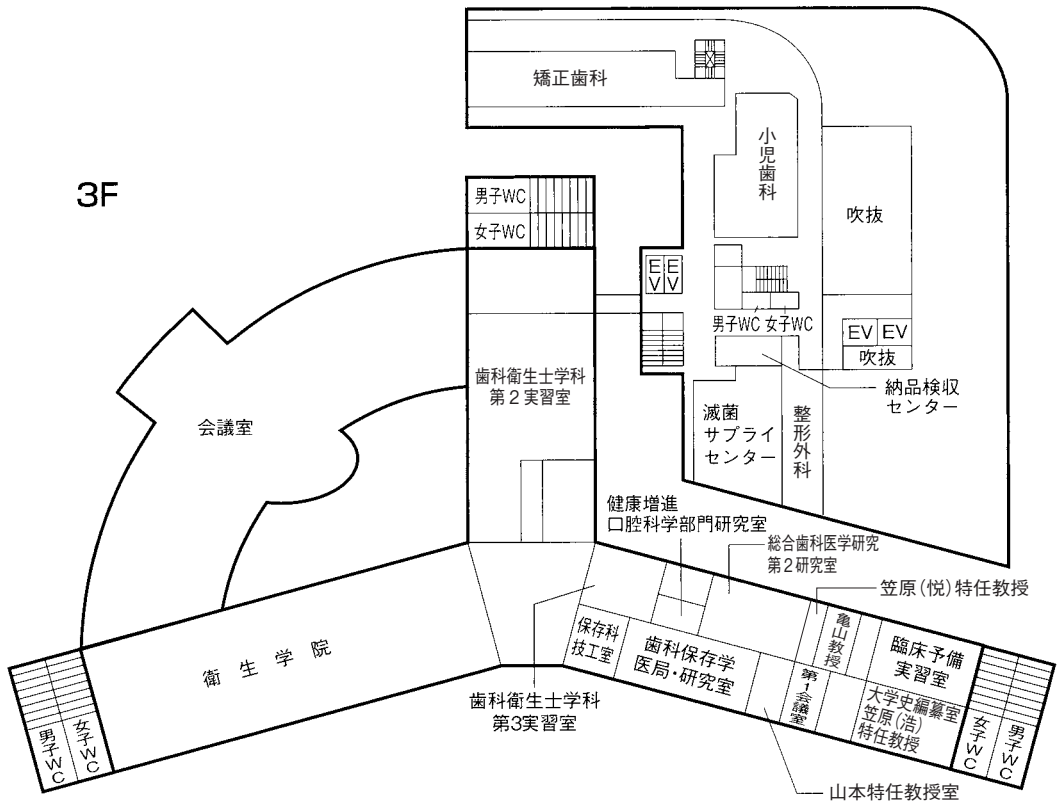 3F
矯正歯科
小児歯科
吹抜
男子WC
女子WC
EV
EV
男子WC
女子WC
EV
EV
吹抜
納品検収
センター
歯科衛生士学科
第2実習室
会議室
滅菌
サプライ
センター
整形外科
健康増進
口腔科学部門研究室
総合歯科医学研究
第2研究室
笠原(悦)特任教授
亀山教授
臨床予備
実習室
保存科
技工室
歯科保存学
医局・研究室
第1会議室
大学史編纂室
笠原(浩)
特任教授
衛生学院
歯科衛生士学科
第3実習室
男子WC
女子WC
女子WC
男子WC
山本特任教授室